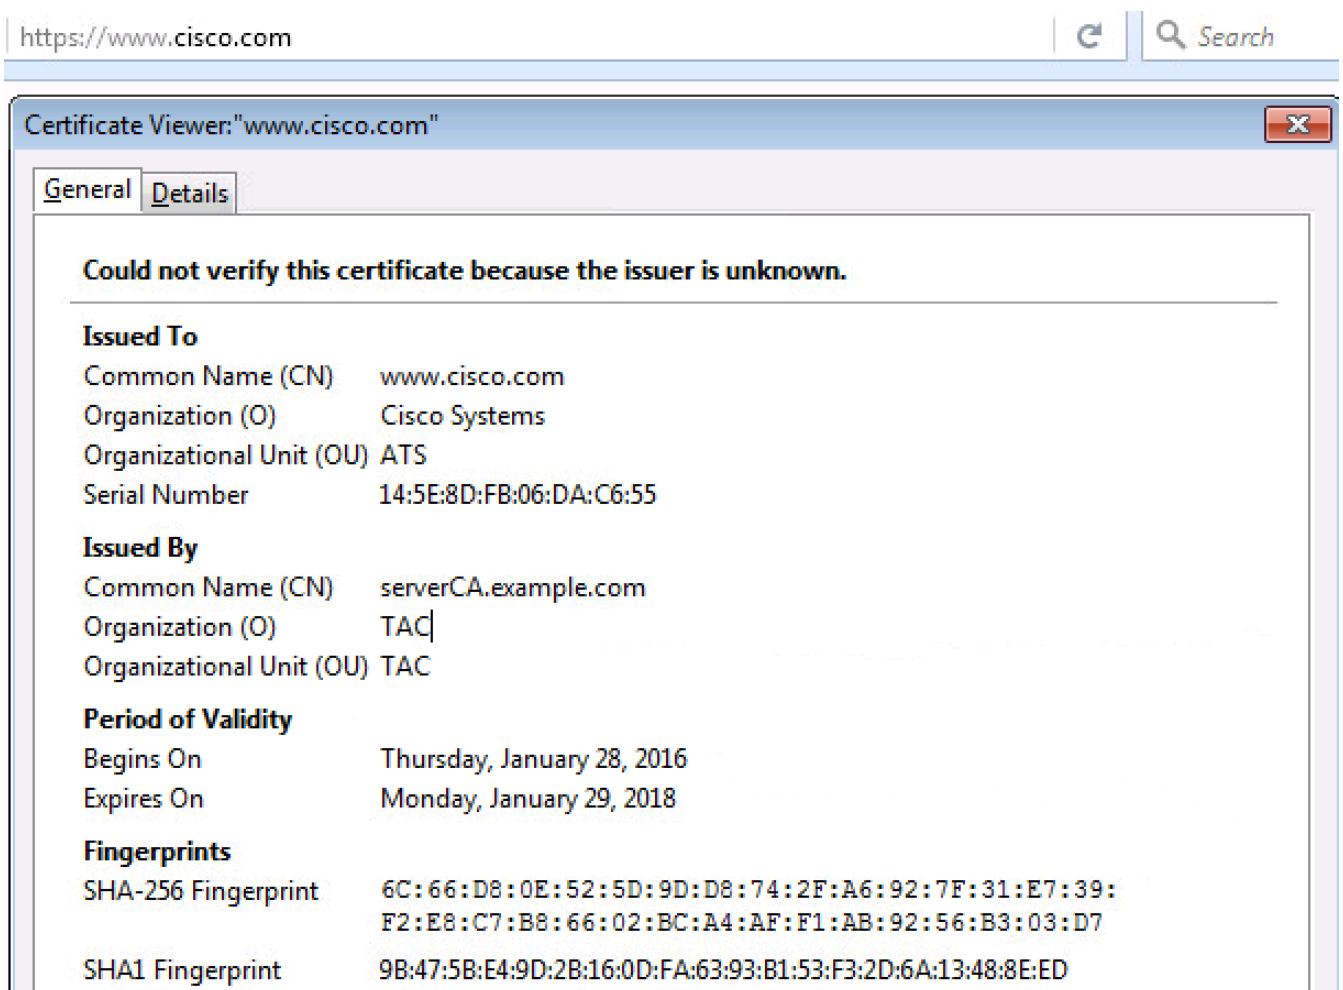 https://www.cisco.com Search
Certificate Viewer:"www.cisco.com"
General Details
Could not verify this certificate because the issuer is unknown.
Issued To
Common Name (CN) www.cisco.com
Organization (O) Cisco Systems
Organizational Unit (OU) ATS
Serial Number 14:5E:8D:FB:06:DA:C6:55
Issued By
Common Name (CN) serverCA.example.com
Organization (O) TAC
Organizational Unit (OU) TAC
Period of Validity
Begins On Thursday, January 28, 2016
Expires On Monday, January 29, 2018
Fingerprints
SHA-256 Fingerprint 6C:66:D8:0E:52:5D:9D:D8:74:2F:A6:92:7F:31:E7:39:
F2:E8:C7:B8:66:02:BC:A4:AF:F1:AB:92:56:B3:03:D7
SHA1 Fingerprint 9B:47:5B:E4:9D:2B:16:0D:FA:63:93:B1:53:F3:2D:6A:13:48:8E:ED